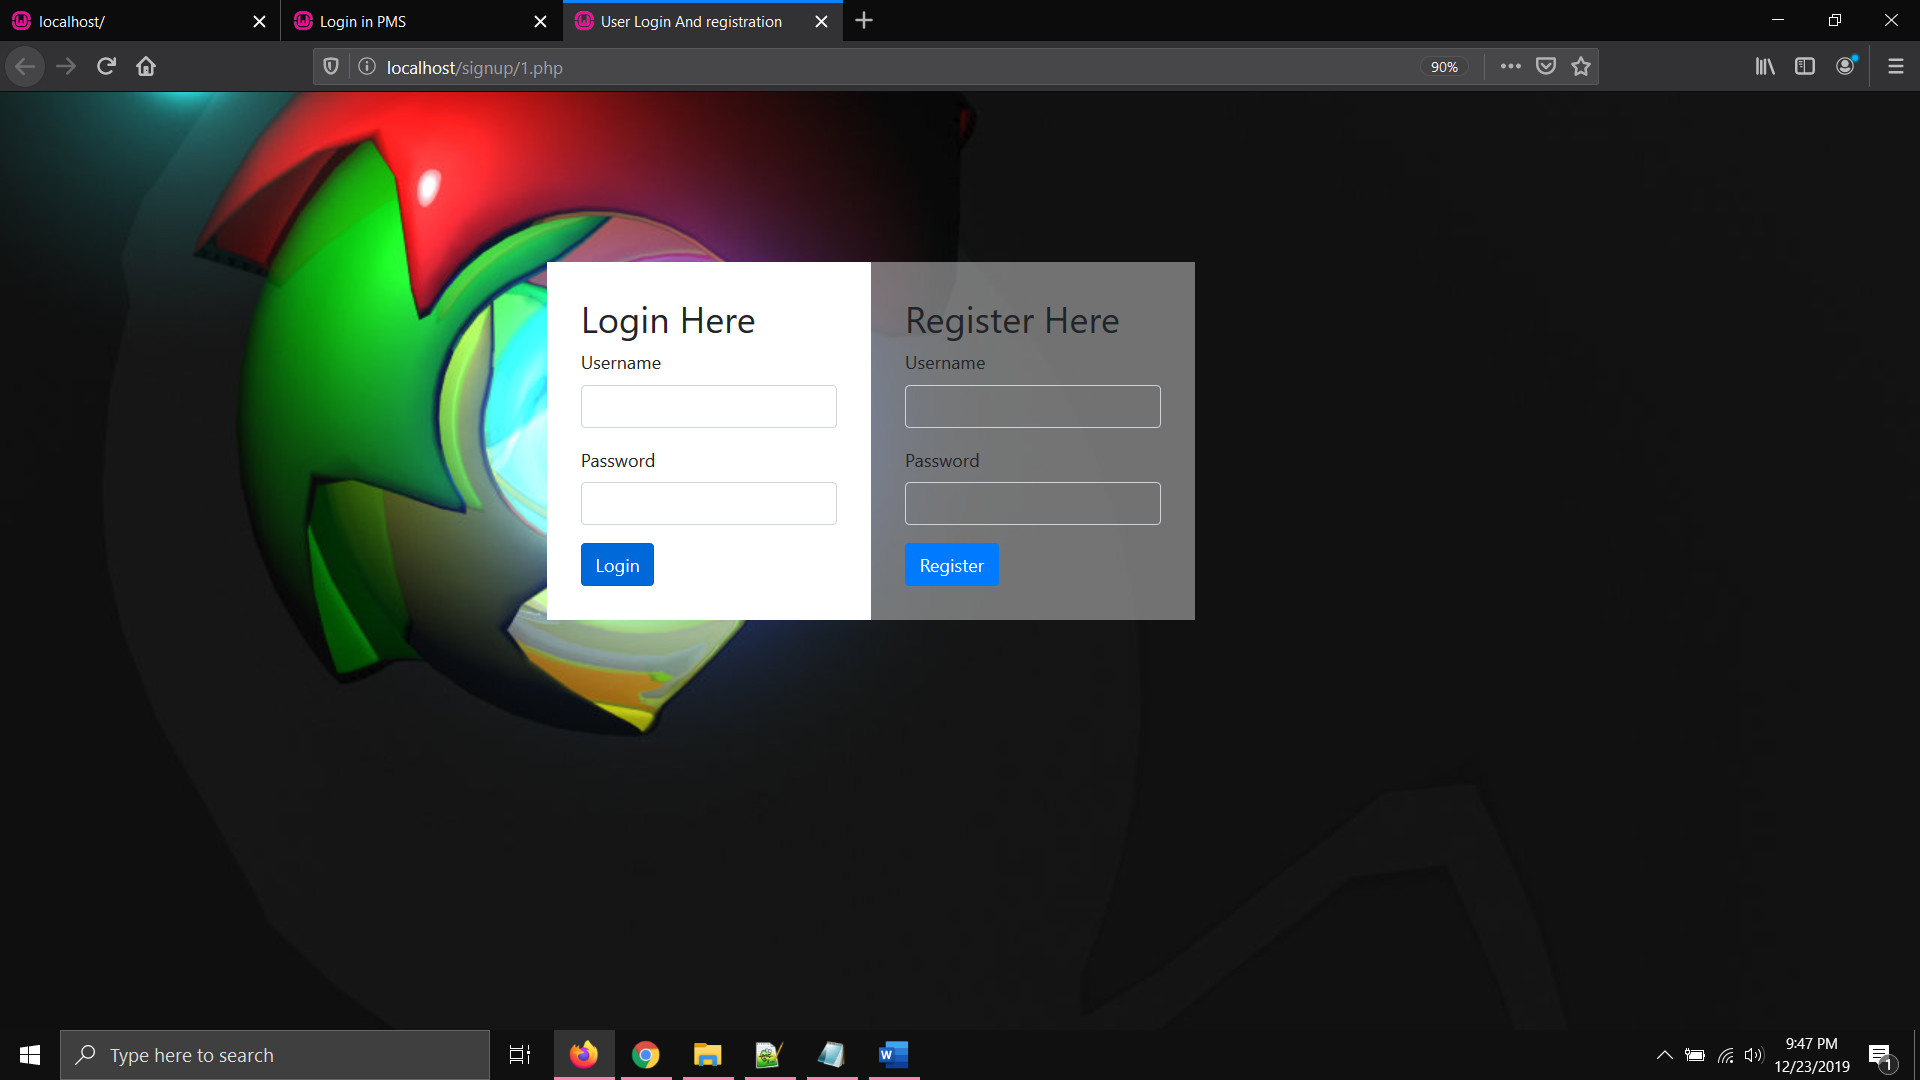 localhost/
Login in PMS
User Login And registration
localhost/signup/1.php
90%
Login Here
Username
Password
Login
Register Here
Username
Password
Register
Type here to search
W
9:47 PM
12/23/2019
1